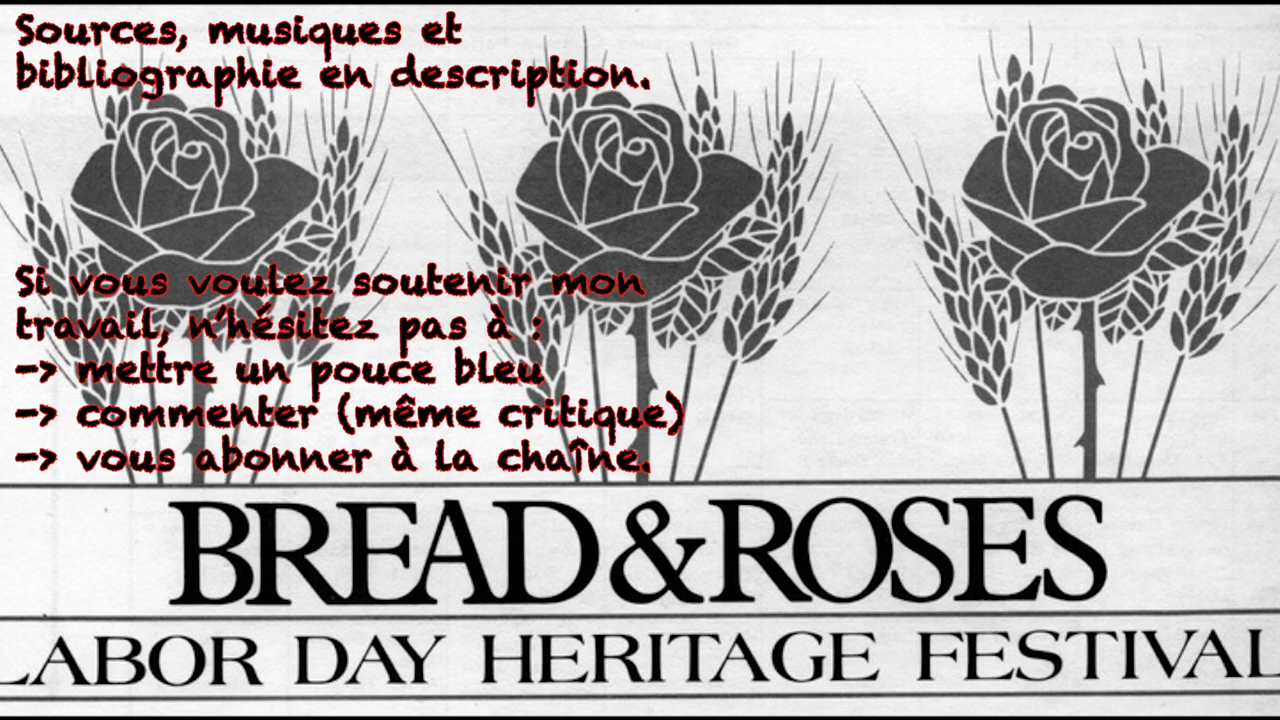 Sources, musiques et
bibliographie en description.
Si vous voulez soutenir mon
travail, n'hésitez pas à :
-> mettre un pouce bleu
-> commenter (même critique)
-> vous abonner à la chaîne.
BREAD & ROSES
LABOR DAY HERITAGE FESTIVAL